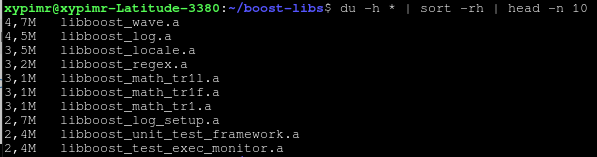 xypimr@xypimr-Latitude-3380:~/boost-libs$ du -h * | sort -rh | head -n 10
4,7M    libboost_wave.a
4,5M    libboost_log.a
3,5M    libboost_locale.a
3,2M    libboost_regex.a
3,1M    libboost_math_tr1l.a
3,1M    libboost_math_tr1f.a
3,1M    libboost_math_tr1.a
2,7M    libboost_log_setup.a
2,4M    libboost_unit_test_framework.a
2,4M    libboost_test_exec_monitor.a